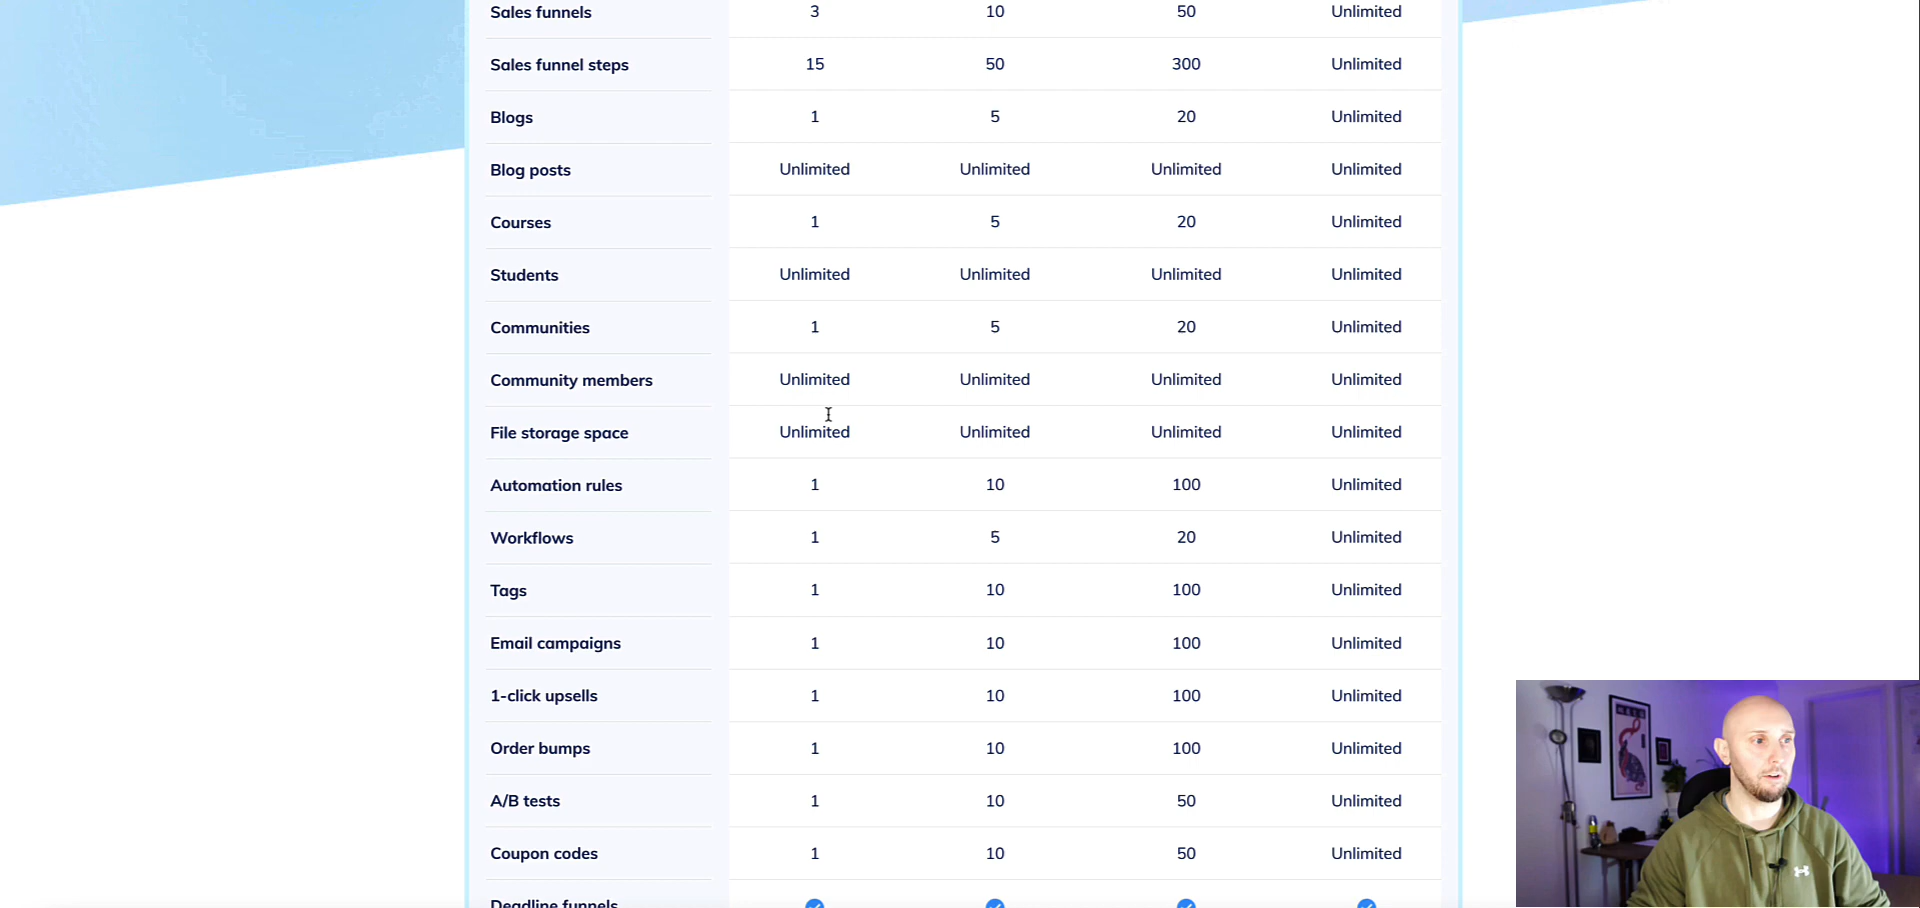 Sales funnels 3 10 50 Unlimited
Sales funnel steps 15 50 300 Unlimited
Blogs 1 5 20 Unlimited
Blog posts Unlimited Unlimited Unlimited Unlimited
Courses 1 5 20 Unlimited
Students Unlimited Unlimited Unlimited Unlimited
Communities 1 5 20 Unlimited
Community members Unlimited Unlimited Unlimited Unlimited
File storage space Unlimited Unlimited Unlimited Unlimited
Automation rules 1 10 100 Unlimited
Workflows 1 5 20 Unlimited
Tags 1 10 100 Unlimited
Email campaigns 1 10 100 Unlimited
1-click upsells 1 10 100 Unlimited
Order bumps 1 10 100 Unlimited
A/B tests 1 10 50 Unlimited
Coupon codes 1 10 50 Unlimited
Deadline funnels